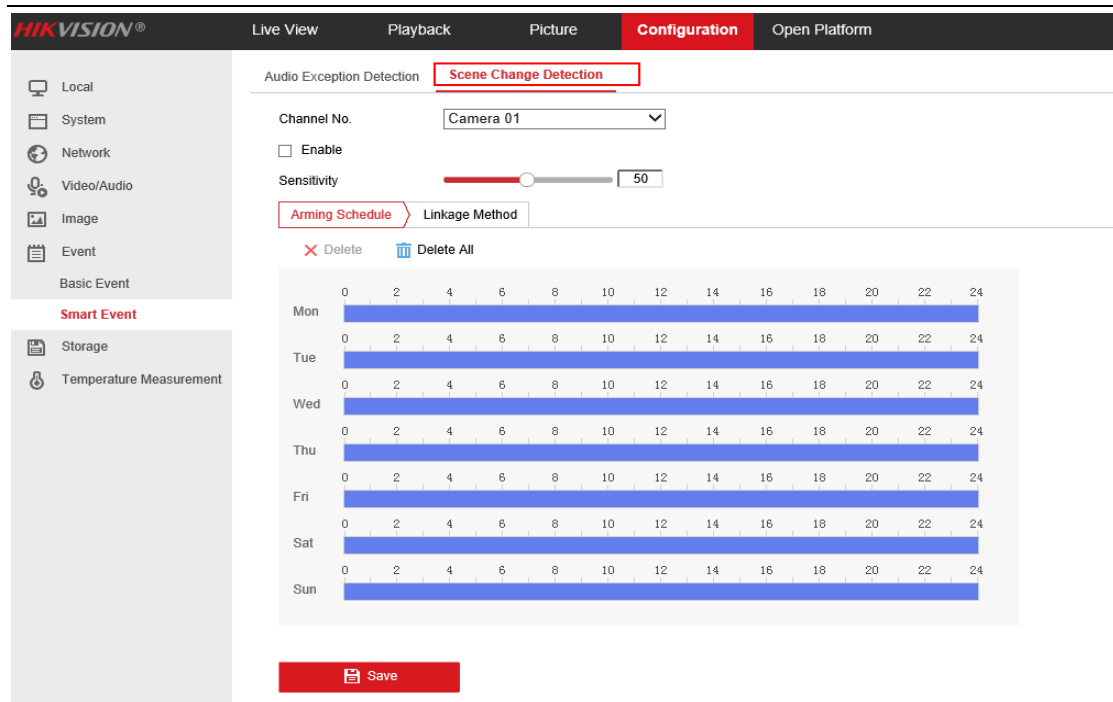 HIKVISION® Live View Playback Picture Configuration Open Platform
Local
System
Network
Video/Audio
Image
Event
Basic Event
Smart Event
Storage
Temperature Measurement
Audio Exception Detection Scene Change Detection
Channel No. Camera 01
Enable
Sensitivity 50
Arming Schedule Linkage Method
Delete Delete All
0 2 4 6 8 10 12 14 16 18 20 22 24
Mon
0 2 4 6 8 10 12 14 16 18 20 22 24
Tue
0 2 4 6 8 10 12 14 16 18 20 22 24
Wed
0 2 4 6 8 10 12 14 16 18 20 22 24
Thu
0 2 4 6 8 10 12 14 16 18 20 22 24
Fri
0 2 4 6 8 10 12 14 16 18 20 22 24
Sat
0 2 4 6 8 10 12 14 16 18 20 22 24
Sun
Save